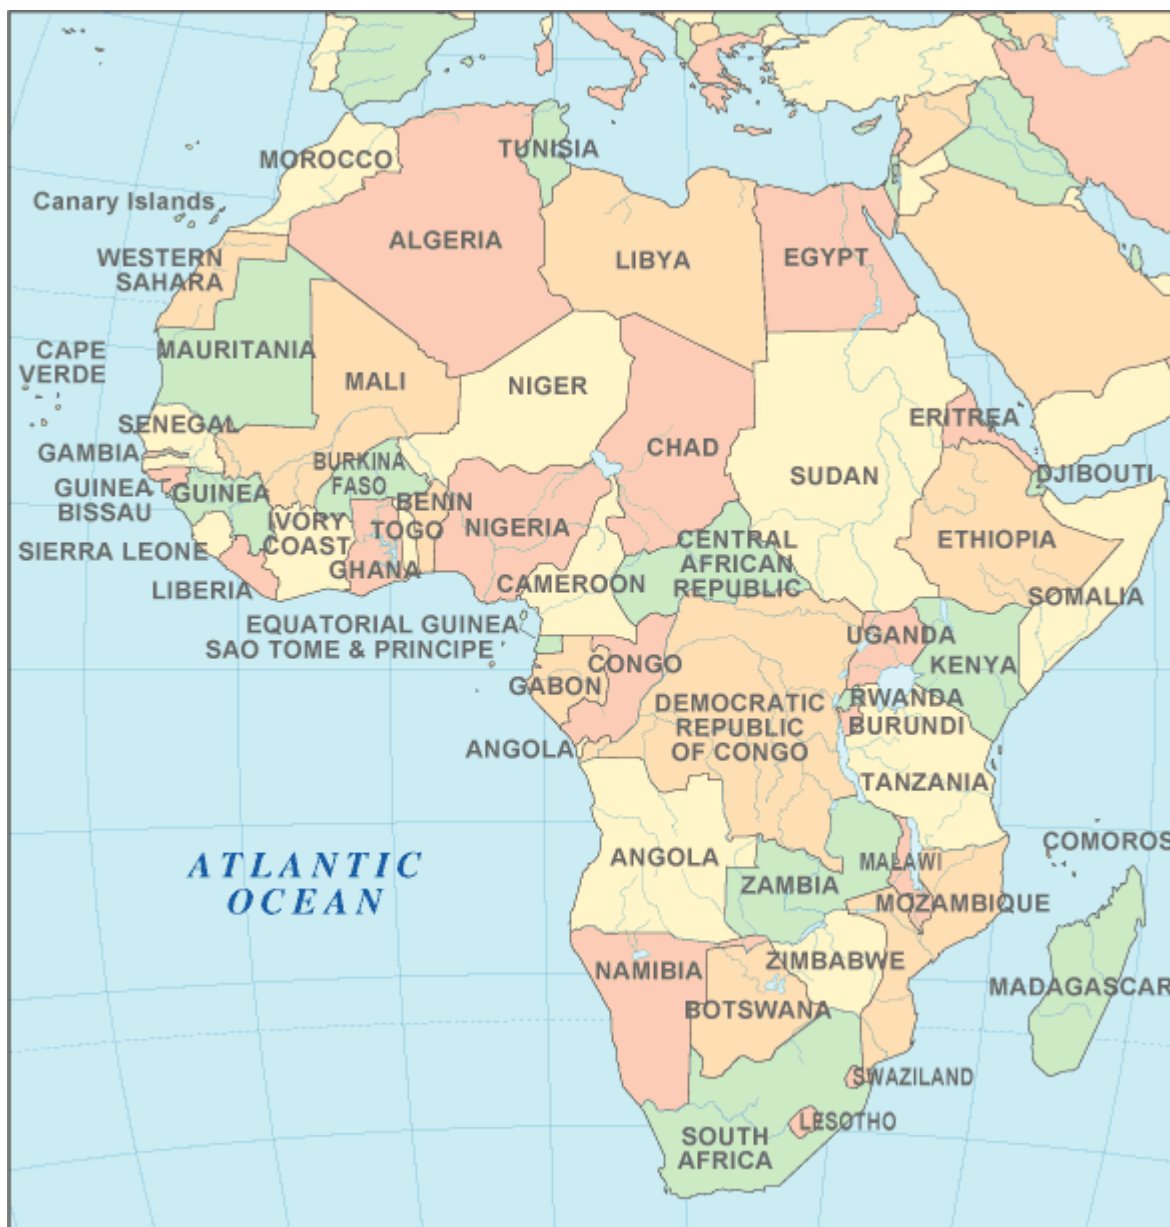 TUNISIA
MOROCCO
Canary Islands
ALGERIA
LIBYA
EGYPT
WESTERN
SAHARA
MAURITANIA
CAPE
VERDE
MALI
NIGER
CHAD
SUDAN
ERITREA
SENEGAL
GAMBIA
BURKINA
FASO
DJIBOUTI
GUINEA
BISSAU
GUINEA
BENIN
IVORY
COAST
TOGO
NIGERIA
CENTRAL
AFRICAN
REPUBLIC
ETHIOPIA
SIERRA LEONE
GHANA
CAMEROON
LIBERIA
SOMALIA
EQUATORIAL GUINEA
SAO TOME & PRINCIPE
UGANDA
KENYA
CONGO
GABON
DEMOCRATIC
REPUBLIC
OF CONGO
RWANDA
BURUNDI
ANGOLA
TANZANIA
ATLANTIC
OCEAN
ANGOLA
MALAWI
COMOROS
ZAMBIA
MOZAMBIQUE
NAMIBIA
ZIMBABWE
MADAGASCAR
BOTSWANA
SWAZILAND
LESOTHO
SOUTH
AFRICA